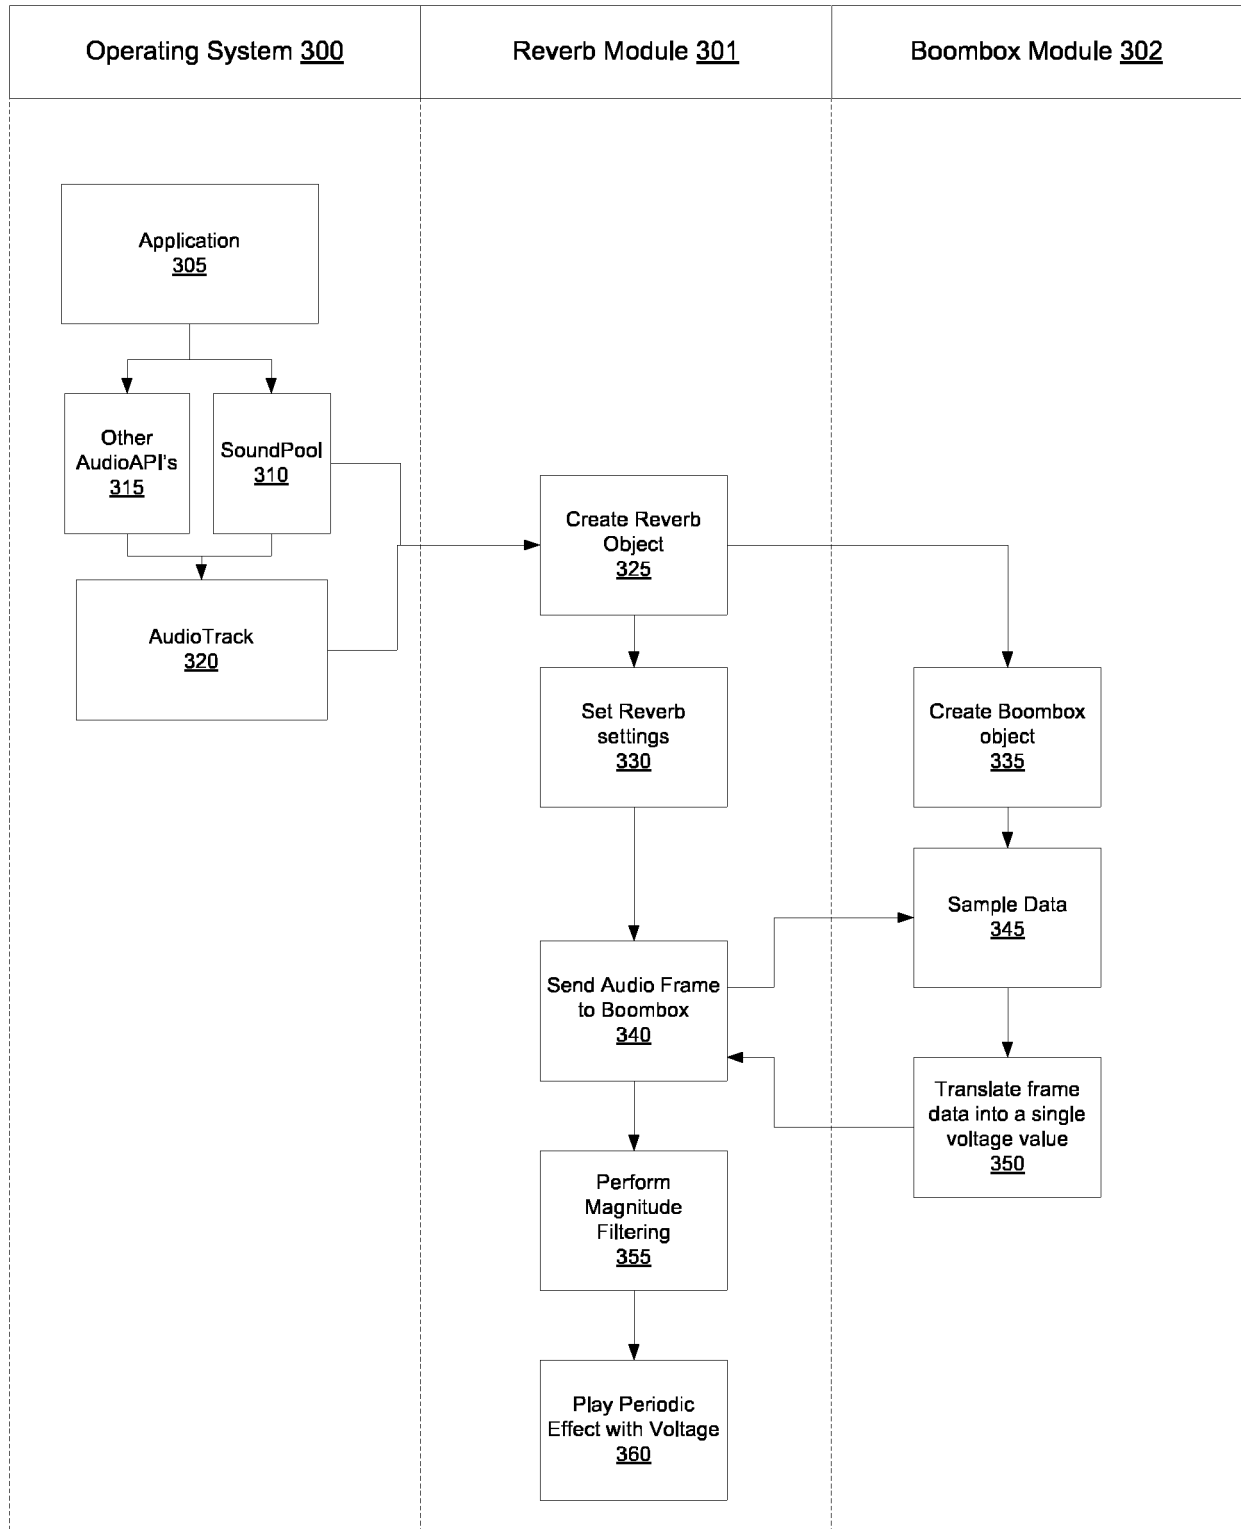 Operating System 300
Reverb Module 301
Boombox Module 302
Application
305
Other
AudioAPI's
315
SoundPool
310
AudioTrack
320
Create Reverb
Object
325
Set Reverb
settings
330
Create Boombox
object
335
Sample Data
345
Send Audio Frame
to Boombox
340
Translate frame
data into a single
voltage value
350
Perform
Magnitude
Filtering
355
Play Periodic
Effect with Voltage
360